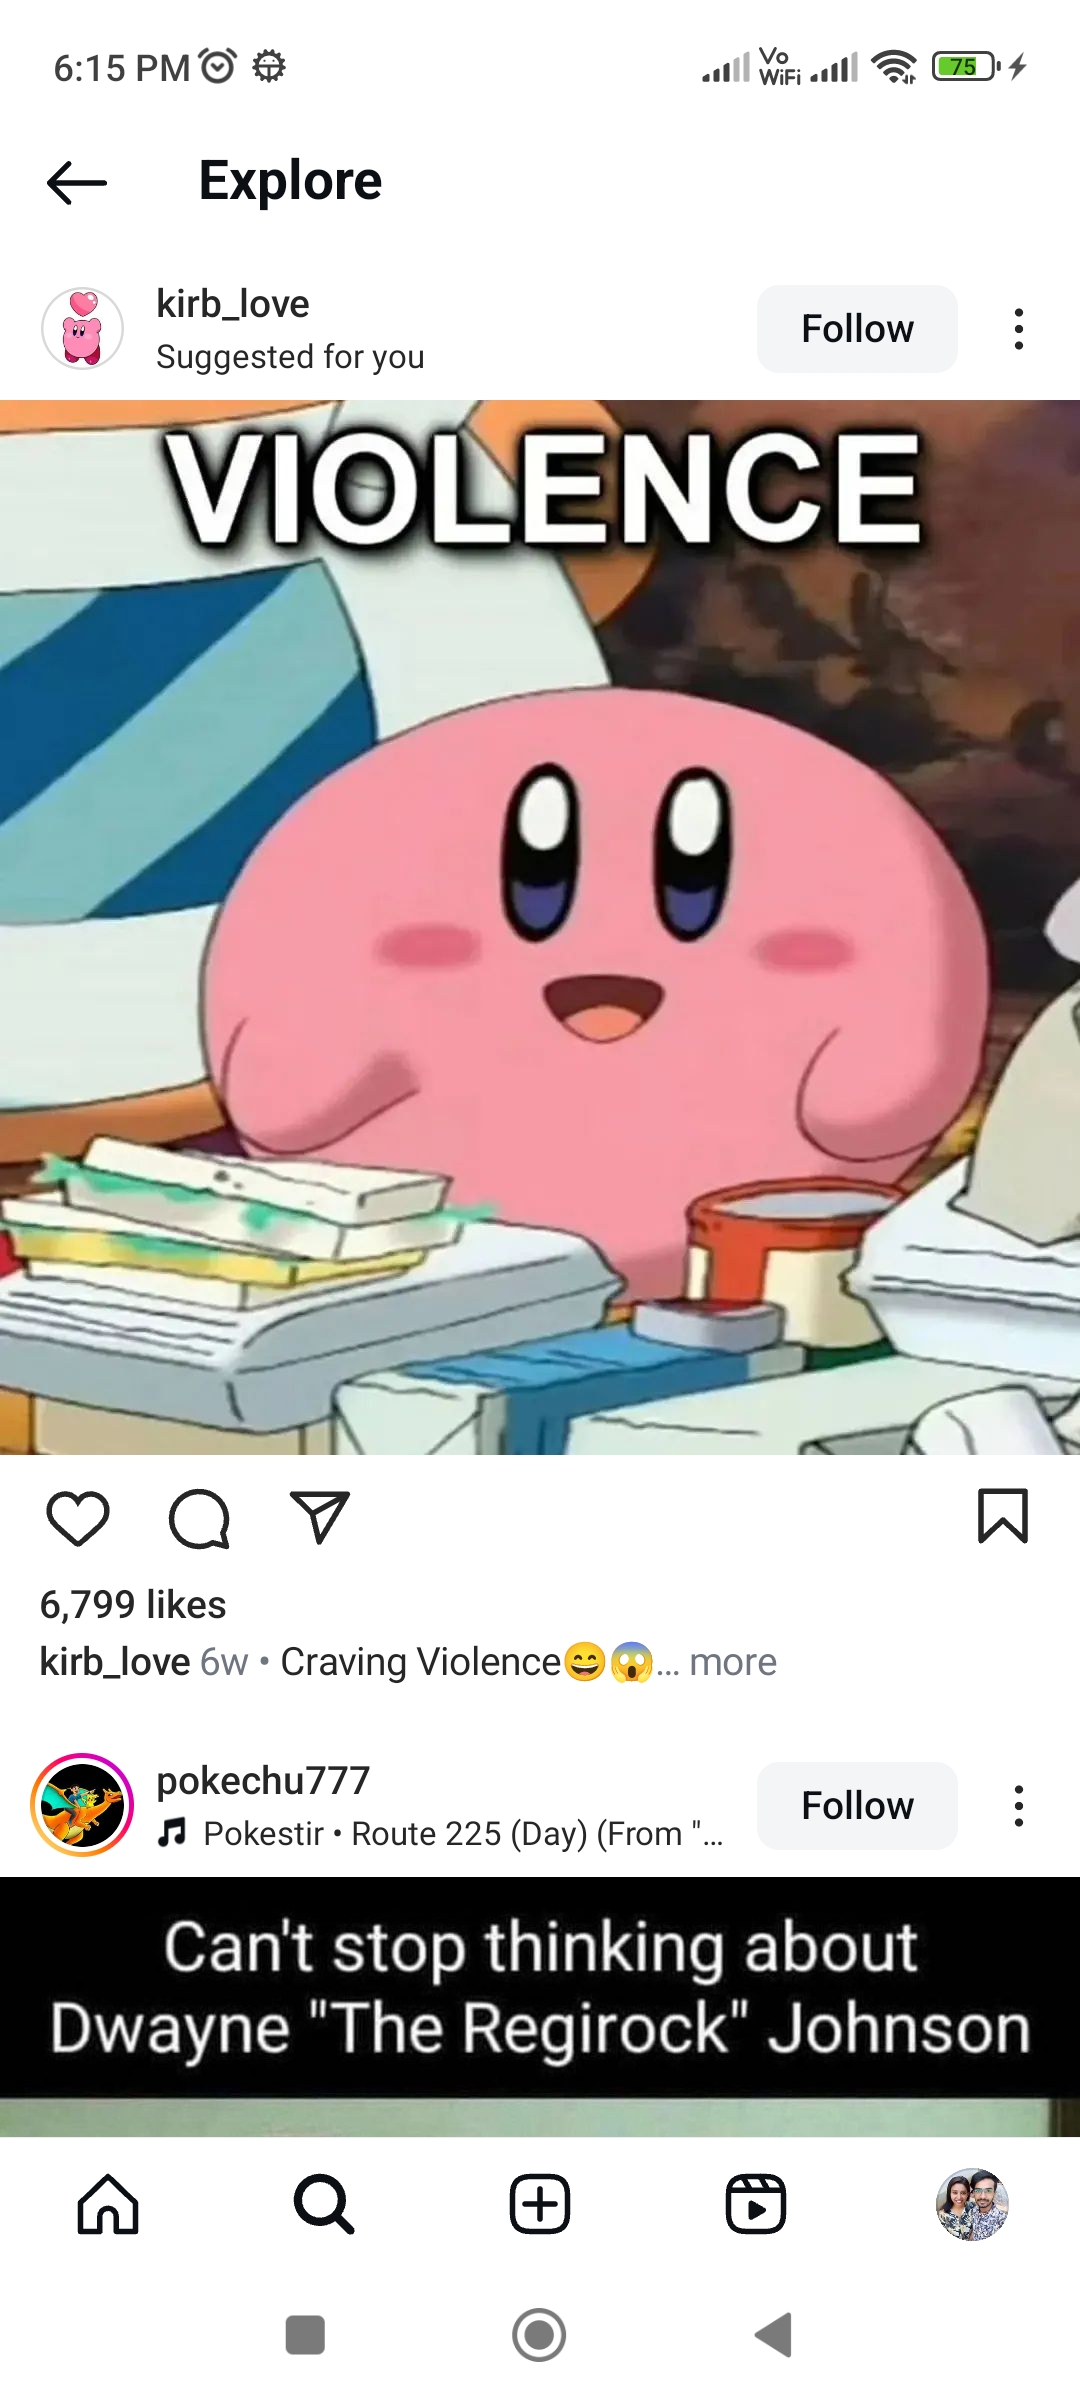 6:15 PM
Vo
WiFi
75
Explore
kirb_love
Suggested for you
Follow
VIOLENCE
6,799 likes
kirb_love 6w • Craving Violence😄😱... more
pokechu777
Pokestir • Route 225 (Day) (From "...
Follow
Can't stop thinking about
Dwayne "The Regirock" Johnson